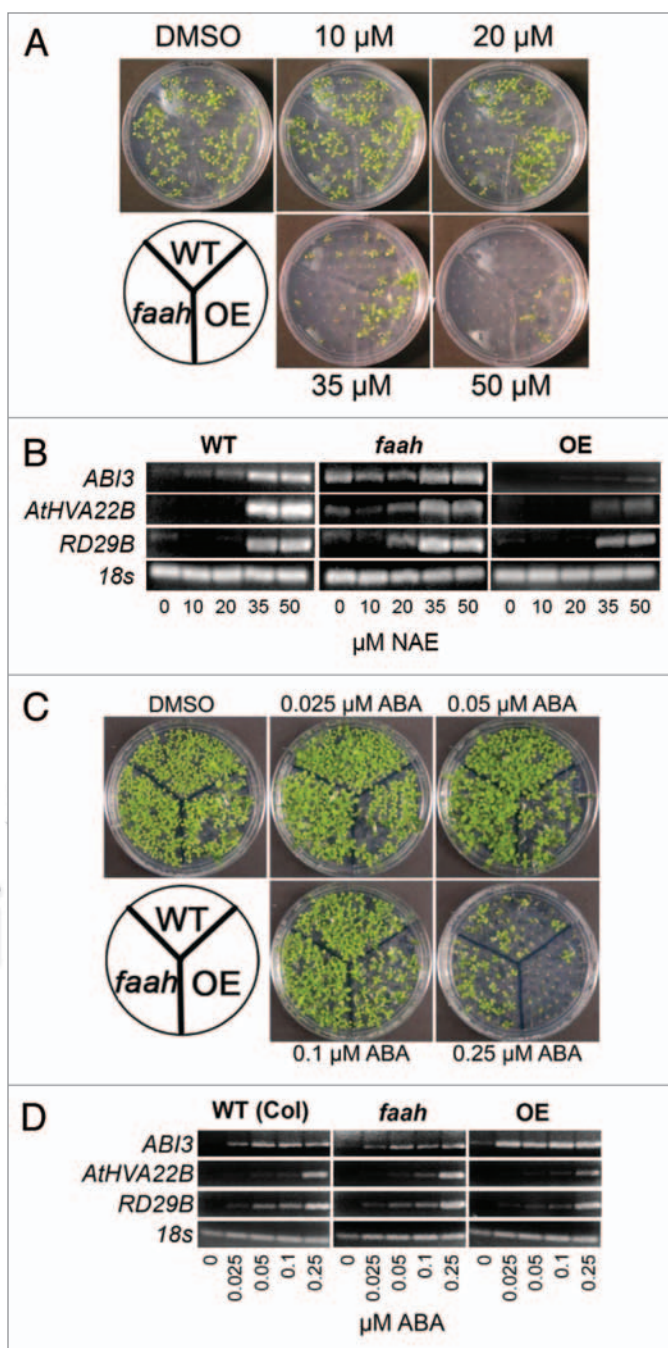 A
DMSO 10 µM 20 µM
WT
faah OE
35 µM 50 µM
B
WT faah OE
ABI3
AtHVA22B
RD29B
18s
0 10 20 35 50 0 10 20 35 50 0 10 20 35 50
µM NAE
C
DMSO 0.025 µM ABA 0.05 µM ABA
WT
faah OE
0.1 µM ABA 0.25 µM ABA
D
WT (Col) faah OE
ABI3
AtHVA22B
RD29B
18s
0 0.025 0.05 0.1 0.25 0 0.025 0.05 0.1 0.25 0 0.025 0.05 0.1 0.25
µM ABA